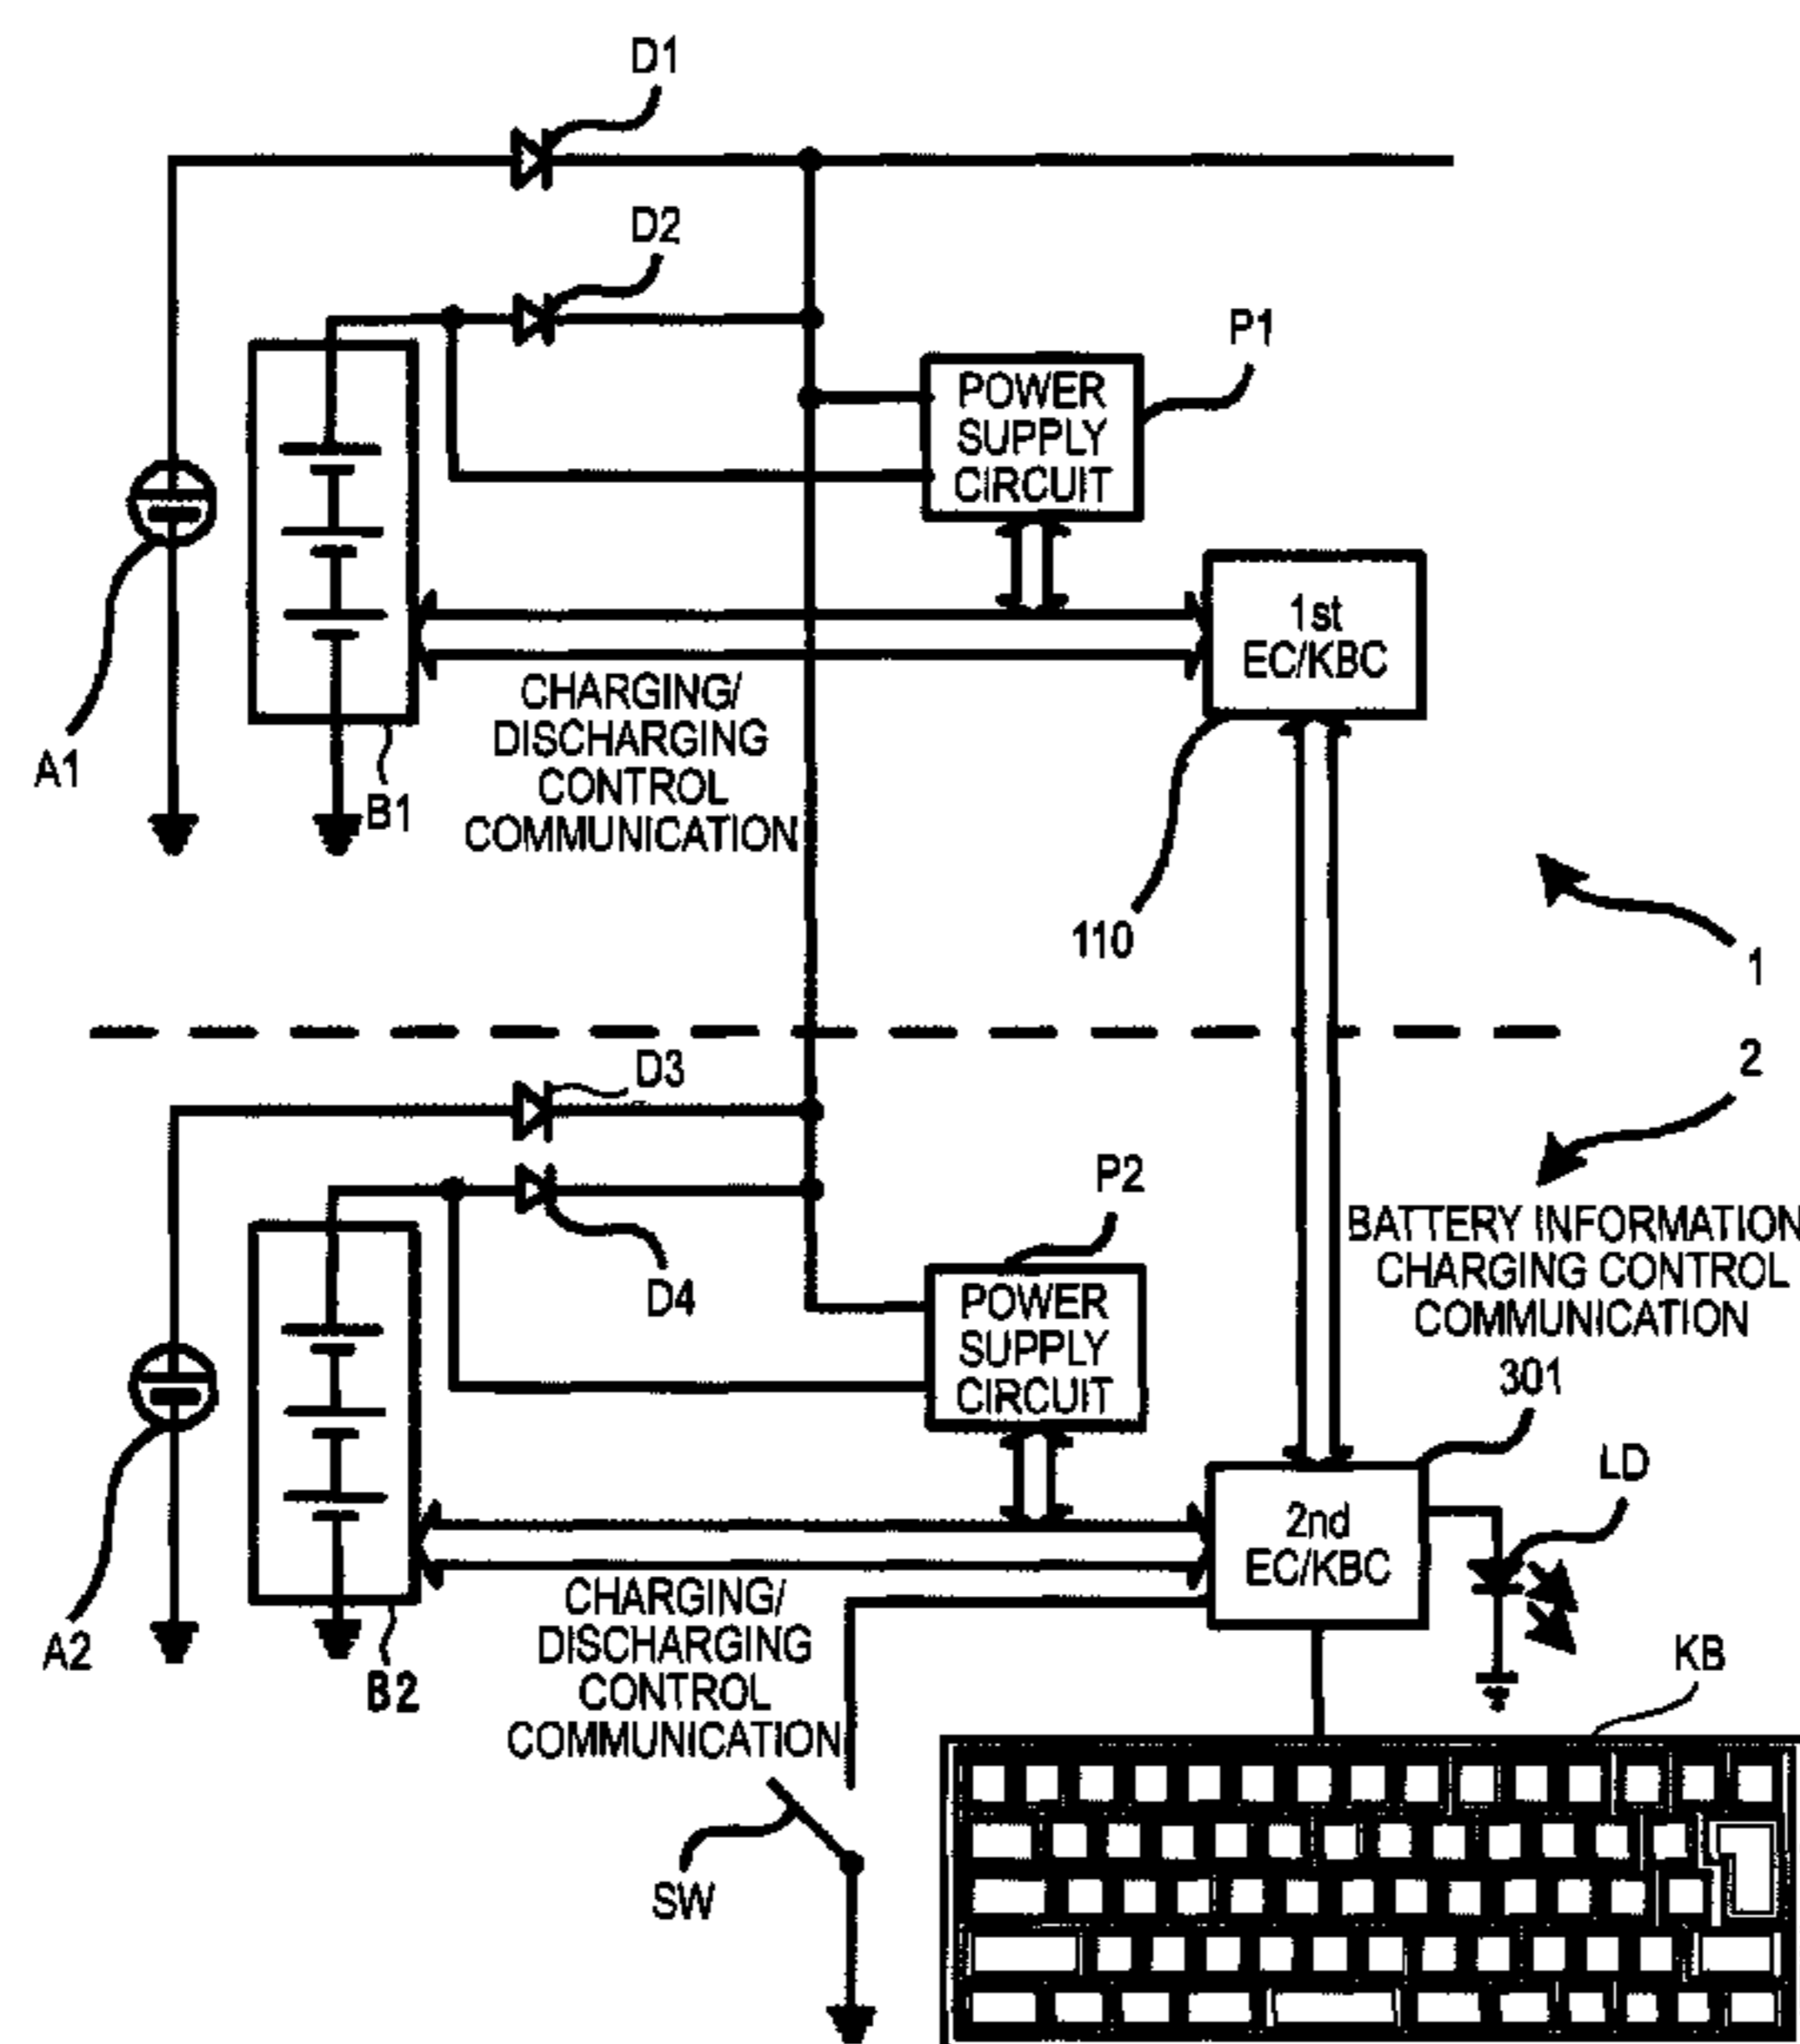 D1
D2
P1
POWER
SUPPLY
CIRCUIT
1st
EC/KBC
CHARGING/
DISCHARGING
CONTROL
COMMUNICATION
A1
B1
110
1
2
D3
P2
D4
POWER
SUPPLY
CIRCUIT
BATTERY INFORMATION
CHARGING CONTROL
COMMUNICATION
301
LD
2nd
EC/KBC
CHARGING/
DISCHARGING
CONTROL
COMMUNICATION
A2
B2
KB
SW